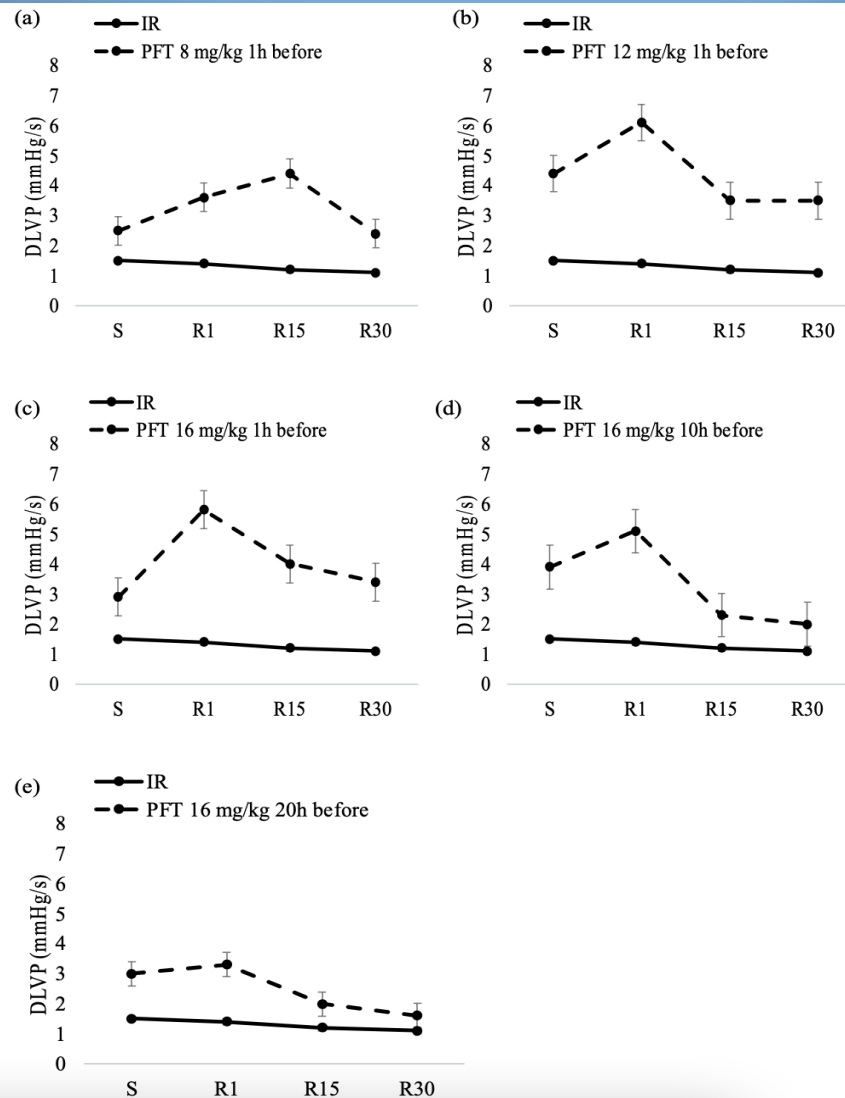 (a)
IR
PFT 8 mg/kg 1h before
8
7
6
5
4
3
2
1
0
DLVP (mmHg/s)
S R1 R15 R30
(b)
IR
PFT 12 mg/kg 1h before
8
7
6
5
4
3
2
1
0
DLVP (mmHg/s)
S R1 R15 R30
(c)
IR
PFT 16 mg/kg 1h before
8
7
6
5
4
3
2
1
0
DLVP (mmHg/s)
S R1 R15 R30
(d)
IR
PFT 16 mg/kg 10h before
8
7
6
5
4
3
2
1
0
DLVP (mmHg/s)
S R1 R15 R30
(e)
IR
PFT 16 mg/kg 20h before
8
7
6
5
4
3
2
1
0
DLVP (mmHg/s)
S R1 R15 R30